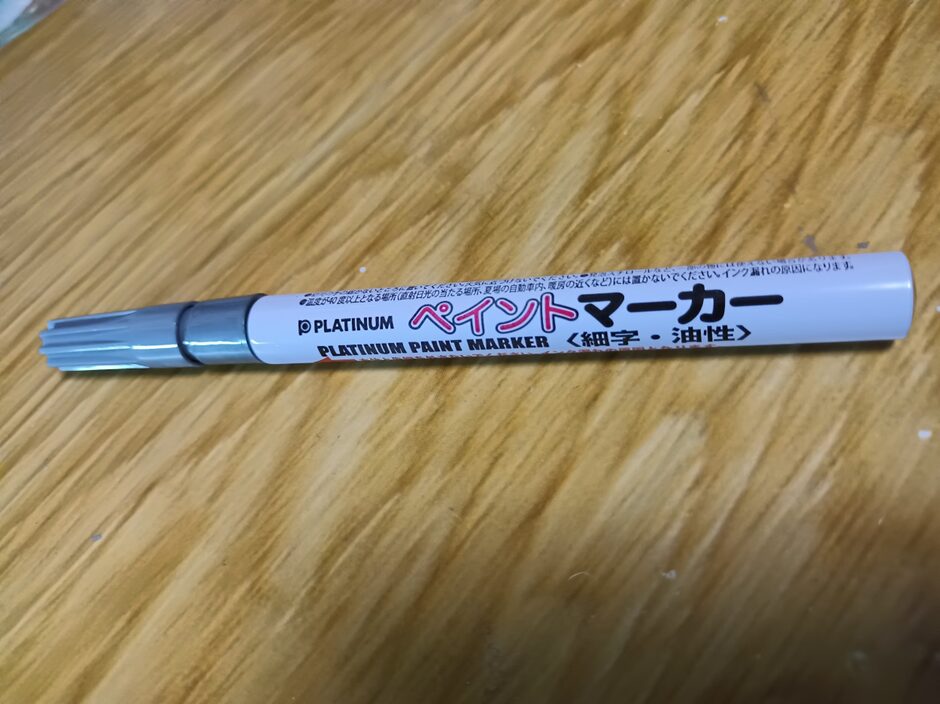 ●温度が40度以上となる場所(直射日光の当たる場所、夏場の自動車内、暖房の近くなど)には置かないでください。インク漏れの原因になります。
PLATINUM ペイントマーカー
PLATINUM PAINT MARKER 〈細字・油性〉